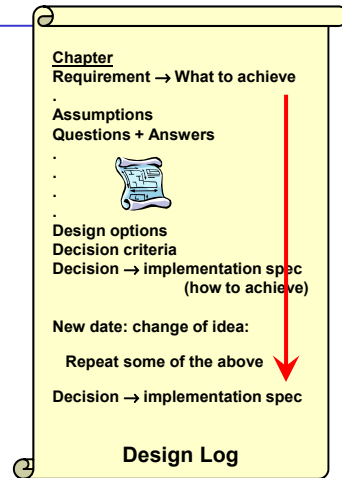 Chapter
Requirement → What to achieve
.
Assumptions
Questions + Answers
.
.
.
.
Design options
Decision criteria
Decision → implementation spec
(how to achieve)
New date: change of idea:
Repeat some of the above
Decision → implementation spec
Design Log